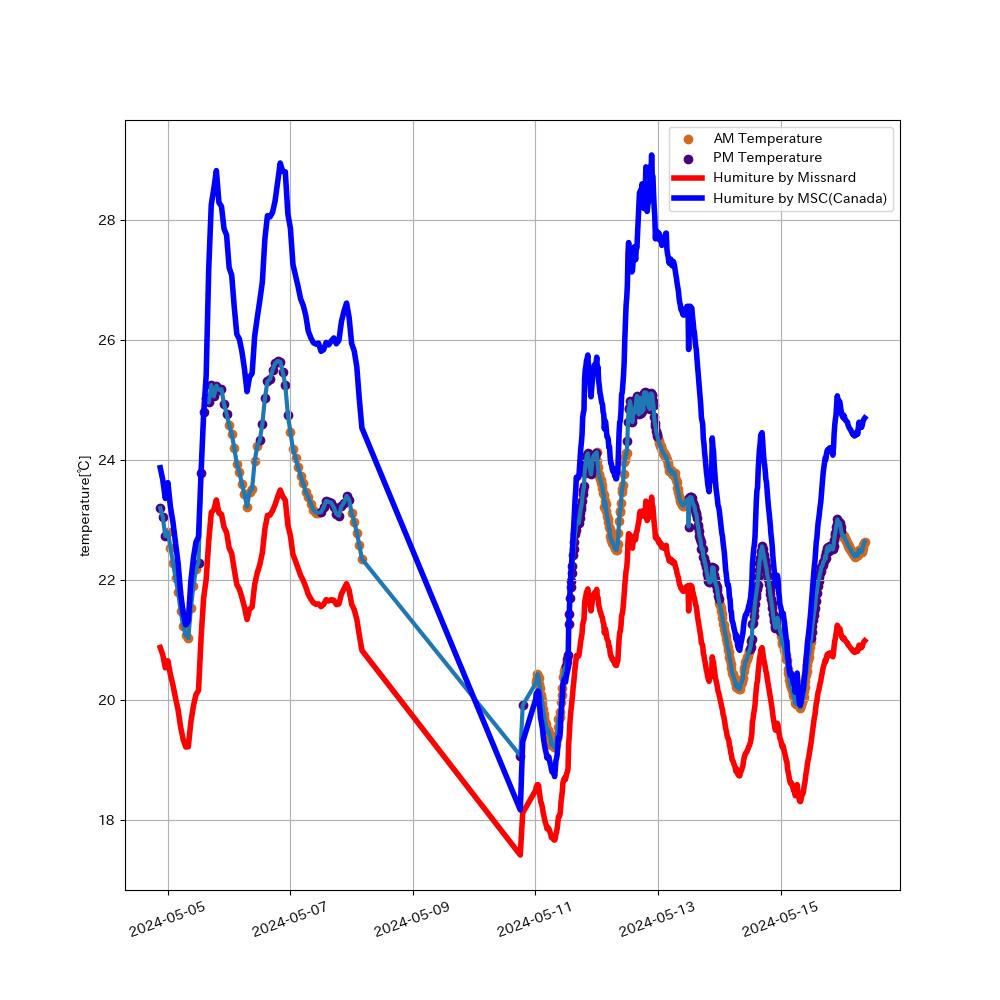 AM Temperature
PM Temperature
Humiture by Missnard
Humiture by MSC(Canada)
temperature[℃]
28
26
24
22
20
18
2024-05-05
2024-05-07
2024-05-09
2024-05-11
2024-05-13
2024-05-15